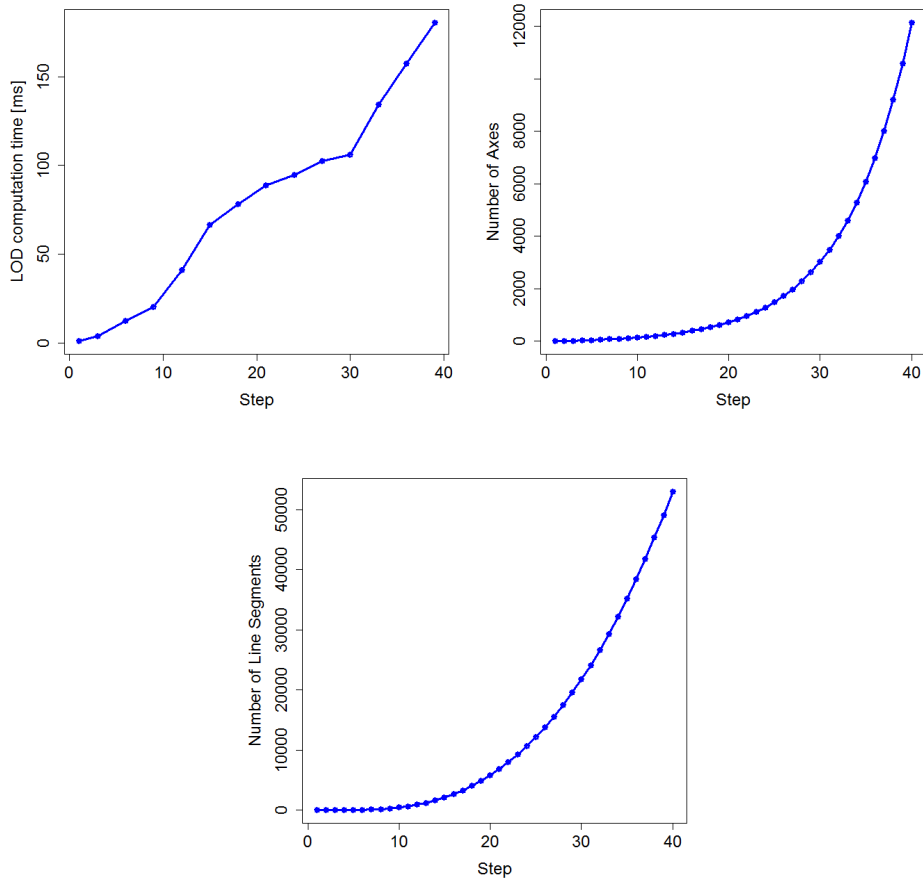 LOD computation time [ms]
150
100
50
0
0 10 20 30 40
Step
Number of Axes
12000
8000
6000
4000
2000
0
0 10 20 30 40
Step
Number of Line Segments
50000
40000
30000
20000
10000
0
0 10 20 30 40
Step